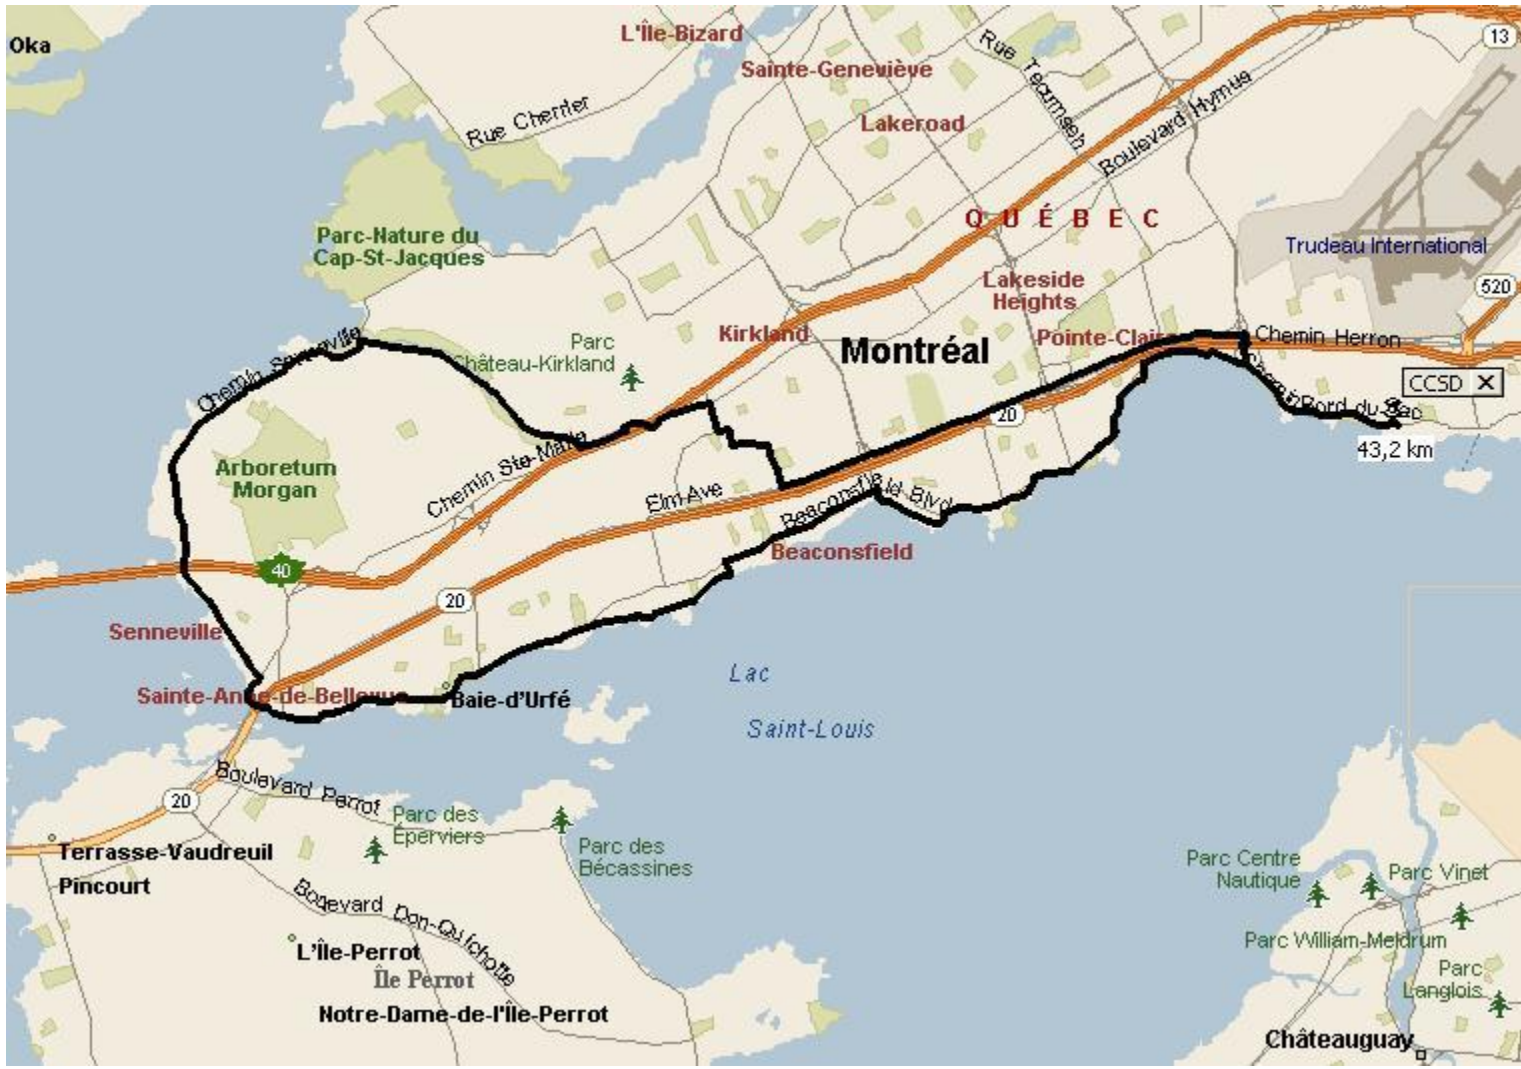 Oka
L'Île-Bizard
Rue Tecumseh
13
Sainte-Geneviève
Rue Cherrier
Lakeroad
Boulevard Hymus
QUÉBEC
Parc-Nature du
Cap-St-Jacques
Trudeau International
Lakeside
Heights
520
Chemin Senneville
Parc
Château-Kirkland
Kirkland
Montréal
Pointe-Claire
Chemin Herron
CCSD
Chemin Bord-du-Lac
43,2 km
20
Arboretum
Morgan
Chemin Ste-Marie
Elm Ave
Beaconsfield-Blvd
Beaconsfield
40
20
Senneville
Sainte-Anne-de-Bellevue
Baie-d'Urfé
Lac
Saint-Louis
Boulevard Perrot
20
Parc des
Éperviers
Parc des
Bécassines
Terrasse-Vaudreuil
Pincourt
Parc Centre
Nautique
Parc Vinet
Boulevard Don-Quichotte
L'Île-Perrot
Île Perrot
Notre-Dame-de-l'Île-Perrot
Parc William-Meldrum
Parc
Langlois
Châteauguay